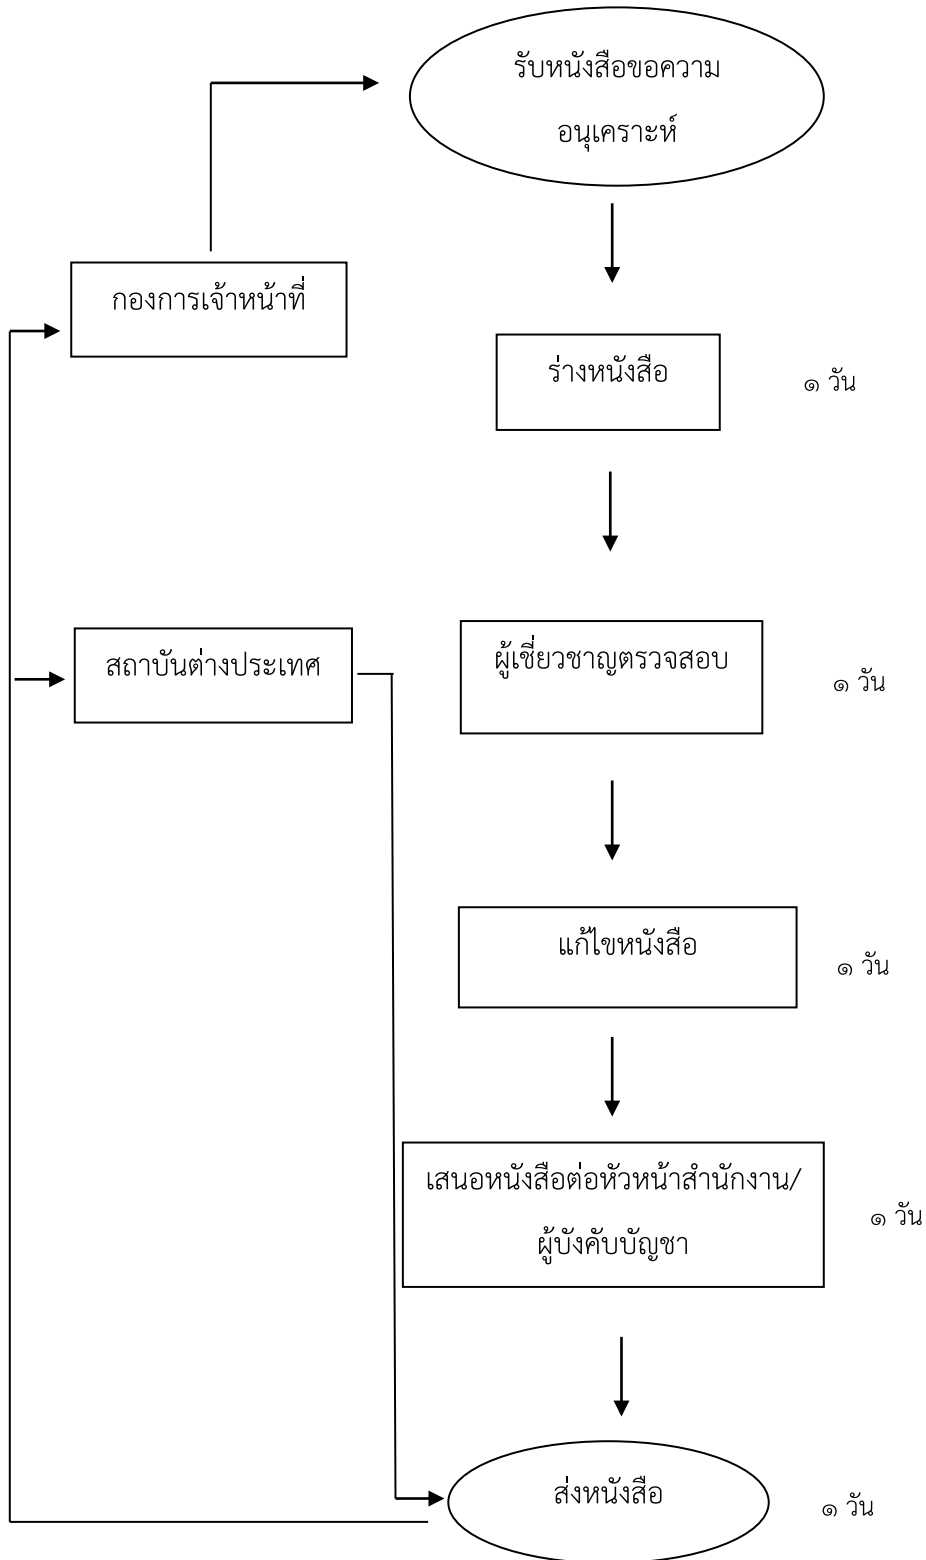 รับหนังสือขอความ
อนุเคราะห์
กองการเจ้าหน้าที่
ร่างหนังสือ
๑ วัน
สถาบันต่างประเทศ
ผู้เชี่ยวชาญตรวจสอบ
๑ วัน
แก้ไขหนังสือ
๑ วัน
เสนอหนังสือต่อหัวหน้าสำนักงาน/
ผู้บังคับบัญชา
๑ วัน
ส่งหนังสือ
๑ วัน